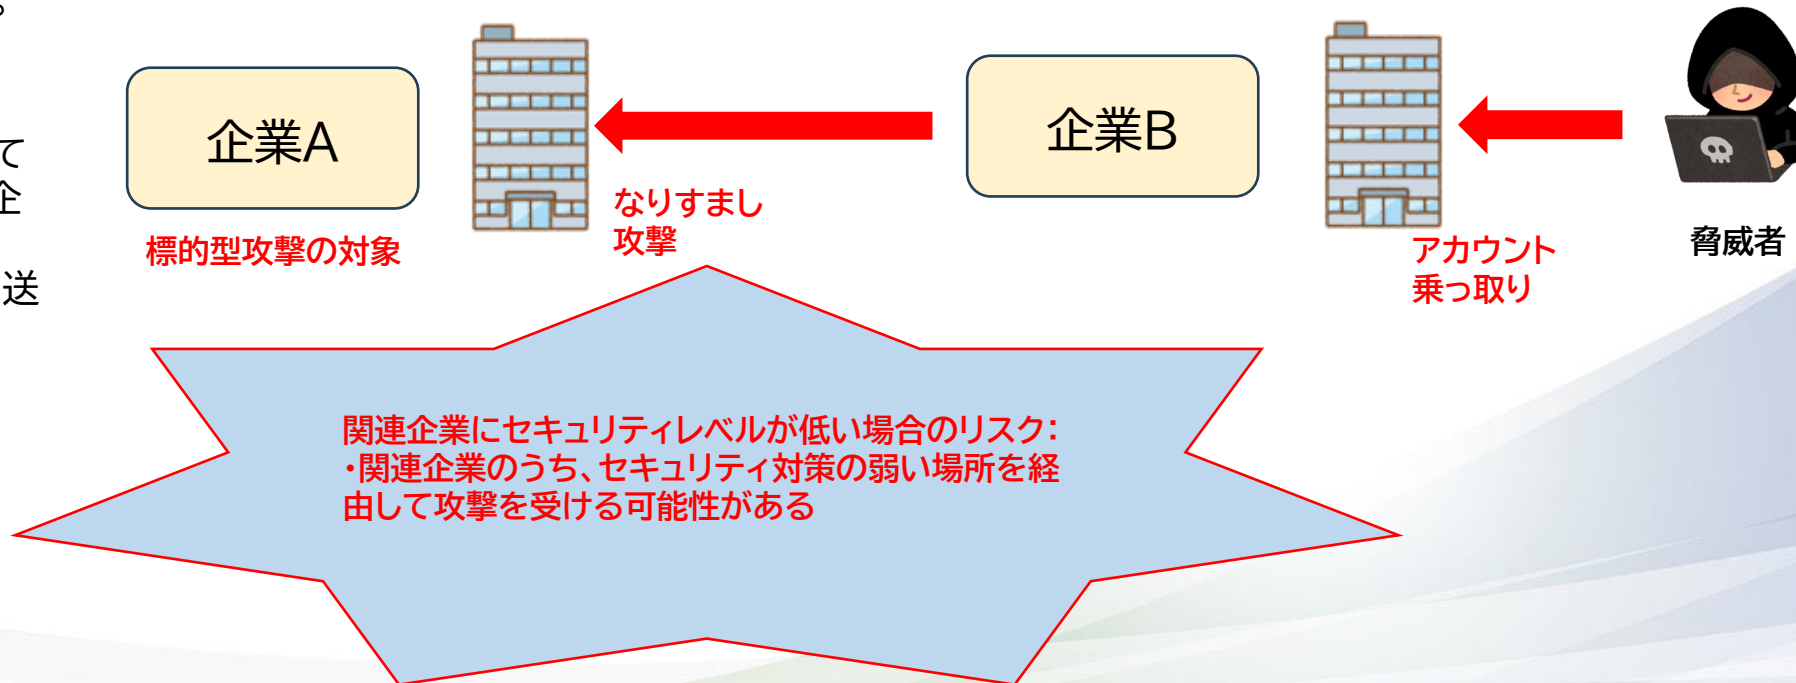 。
て
企
送
企業A
標的型攻撃の対象
なりすまし
攻撃
企業B
アカウント
乗っ取り
脅威者
関連企業にセキュリティレベルが低い場合のリスク：
・関連企業のうち、セキュリティ対策の弱い場所を経
由して攻撃を受ける可能性がある